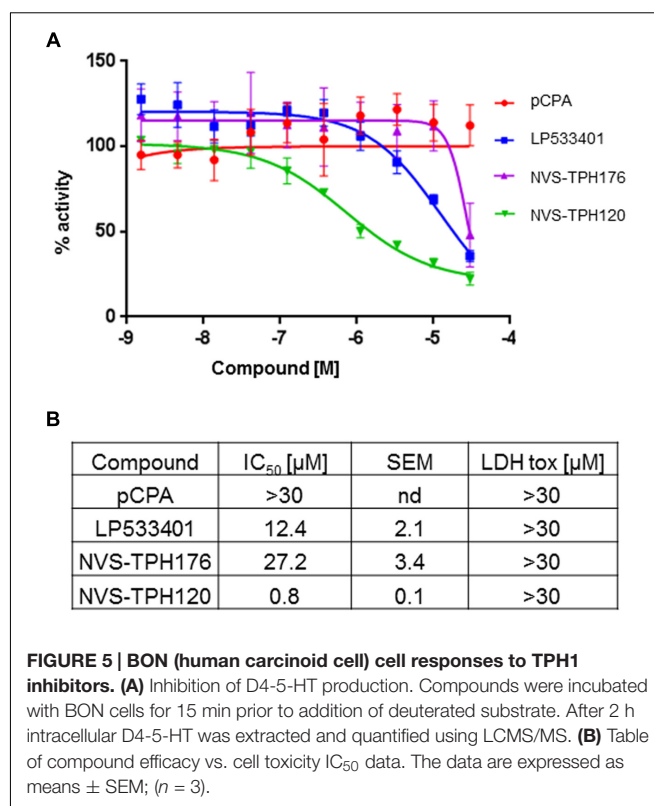 A
150
100
50
0
% activity
-9 -8 -7 -6 -5 -4
Compound [M]
pCPA
LP533401
NVS-TPH176
NVS-TPH120
B
Compound IC50 [µM] SEM LDH tox [µM]
pCPA >30 nd >30
LP533401 12.4 2.1 >30
NVS-TPH176 27.2 3.4 >30
NVS-TPH120 0.8 0.1 >30
FIGURE 5 | BON (human carcinoid cell) cell responses to TPH1
inhibitors. (A) Inhibition of D4-5-HT production. Compounds were incubated
with BON cells for 15 min prior to addition of deuterated substrate. After 2 h
intracellular D4-5-HT was extracted and quantified using LCMS/MS. (B) Table
of compound efficacy vs. cell toxicity IC50 data. The data are expressed as
means ± SEM; (n = 3).